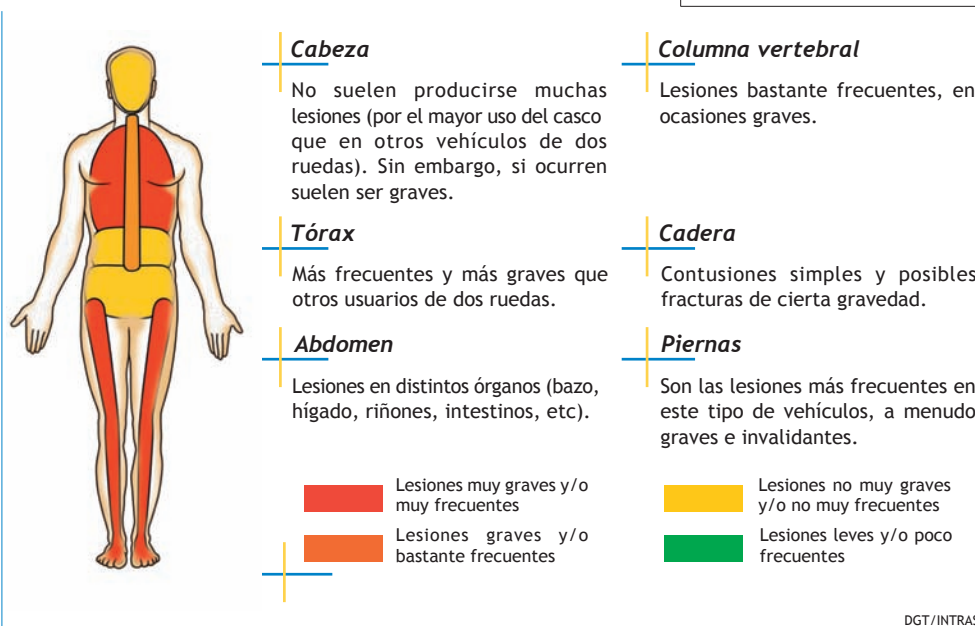 Cabeza
No suelen producirse muchas
lesiones (por el mayor uso del casco
que en otros vehículos de dos
ruedas). Sin embargo, si ocurren
suelen ser graves.
Columna vertebral
Lesiones bastante frecuentes, en
ocasiones graves.
Tórax
Más frecuentes y más graves que
otros usuarios de dos ruedas.
Cadera
Contusiones simples y posibles
fracturas de cierta gravedad.
Abdomen
Lesiones en distintos órganos (bazo,
hígado, riñones, intestinos, etc).
Piernas
Son las lesiones más frecuentes en
este tipo de vehículos, a menudo
graves e invalidantes.
Lesiones muy graves y/o
muy frecuentes
Lesiones graves y/o
bastante frecuentes
Lesiones no muy graves
y/o no muy frecuentes
Lesiones leves y/o poco
frecuentes
DGT/INTRAS